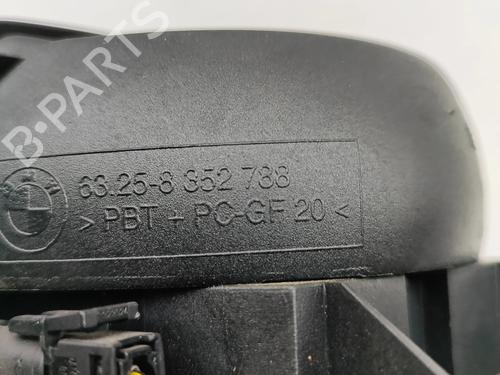 B-PARTS
63.25-8 352 788
> PBT + PC-GF 20 <